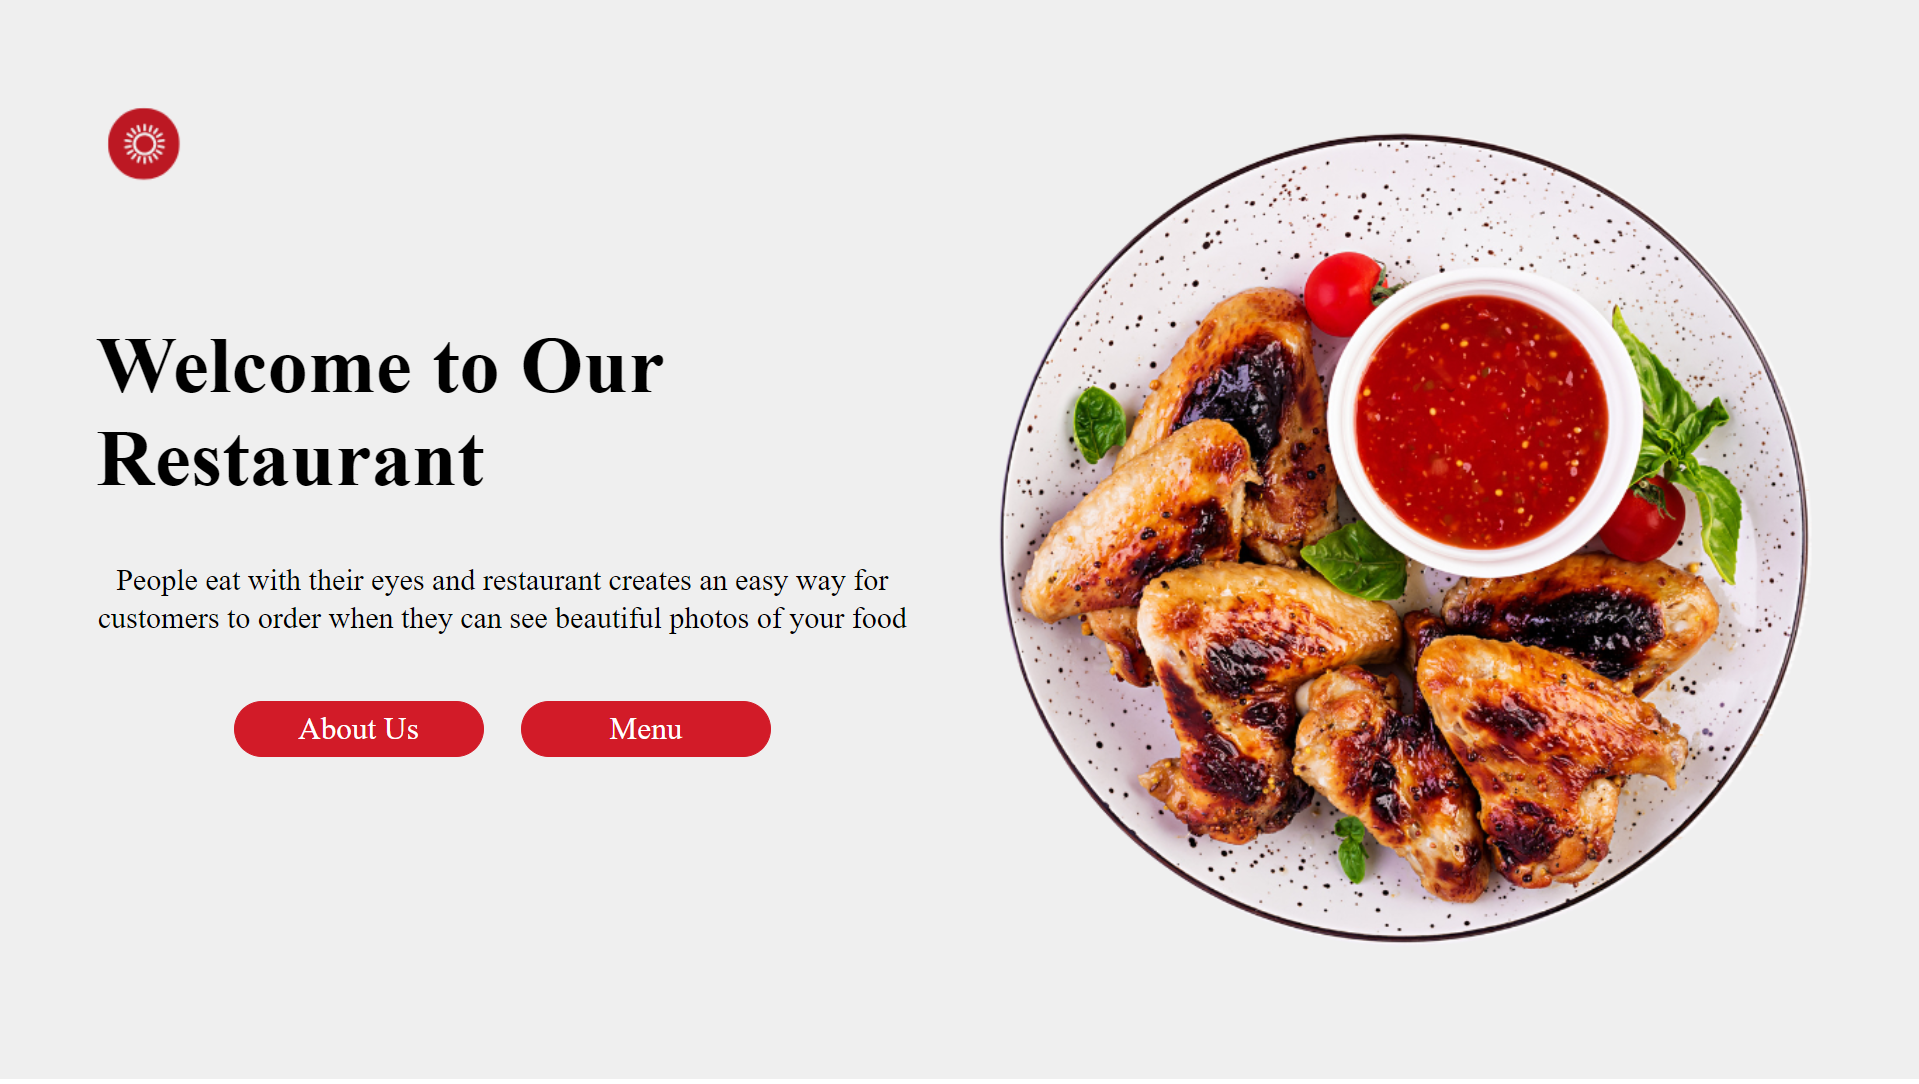 Welcome to Our
Restaurant
People eat with their eyes and restaurant creates an easy way for
customers to order when they can see beautiful photos of your food
About Us
Menu